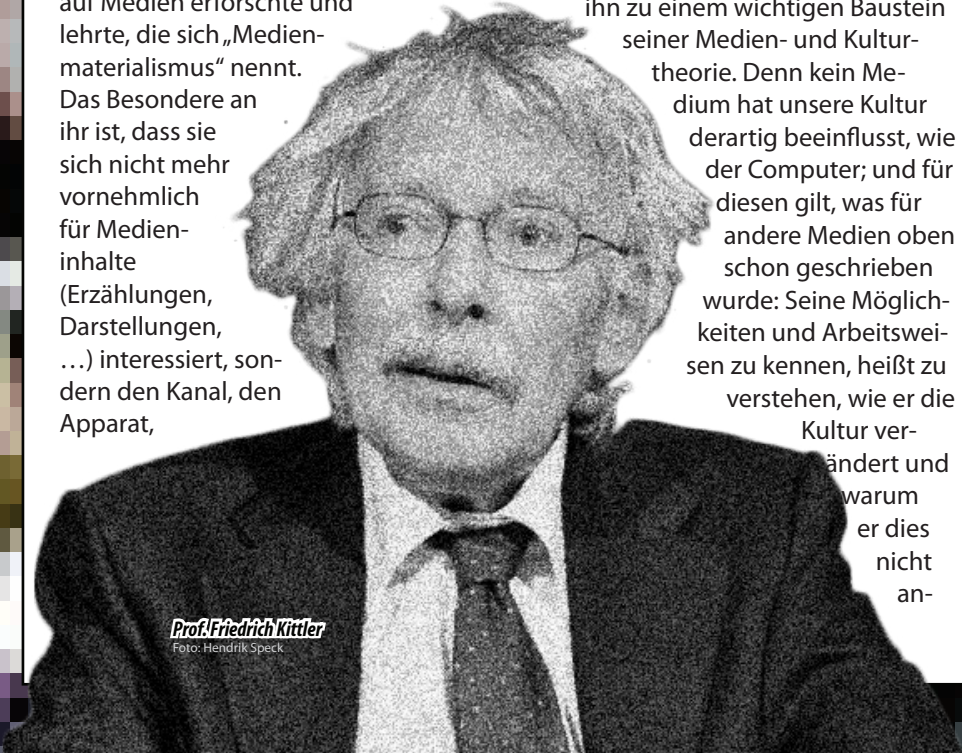 auf Medien erforschte und
lehrte, die sich „Medien-
materialismus“ nennt.
Das Besondere an
ihr ist, dass sie
sich nicht mehr
vornehmlich
für Medien-
inhalte
(Erzählungen,
Darstellungen,
…) interessiert, son-
dern den Kanal, den
Apparat,
ihn zu einem wichtigen Baustein
seiner Medien- und Kultur-
theorie. Denn kein Me-
dium hat unsere Kultur
derartig beeinflusst, wie
der Computer; und für
diesen gilt, was für
andere Medien oben
schon geschrieben
wurde: Seine Möglich-
keiten und Arbeitswei-
sen zu kennen, heißt zu
verstehen, wie er die
Kultur ver-
ändert und
warum
er dies
nicht
an-
Prof. Friedrich Kittler
Foto: Hendrik Speck